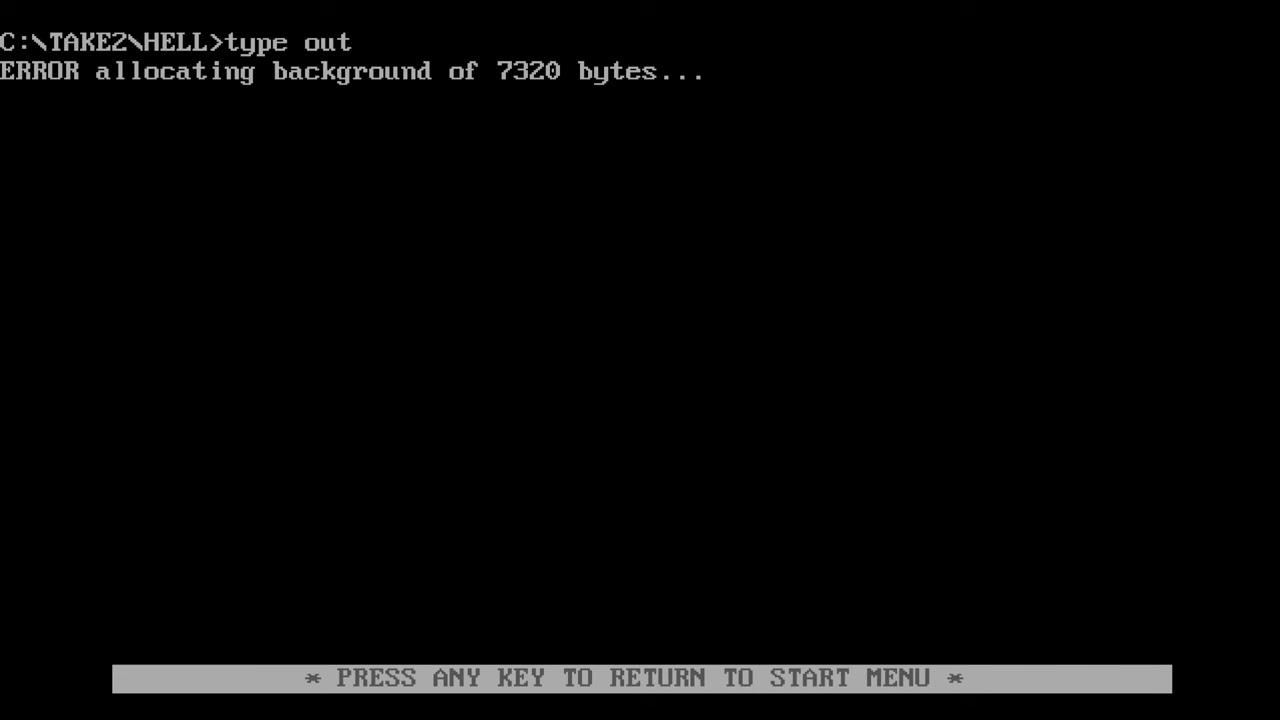 C:\TAKE2\HELL>type out
ERROR allocating background of 7320 bytes...
* PRESS ANY KEY TO RETURN TO START MENU *